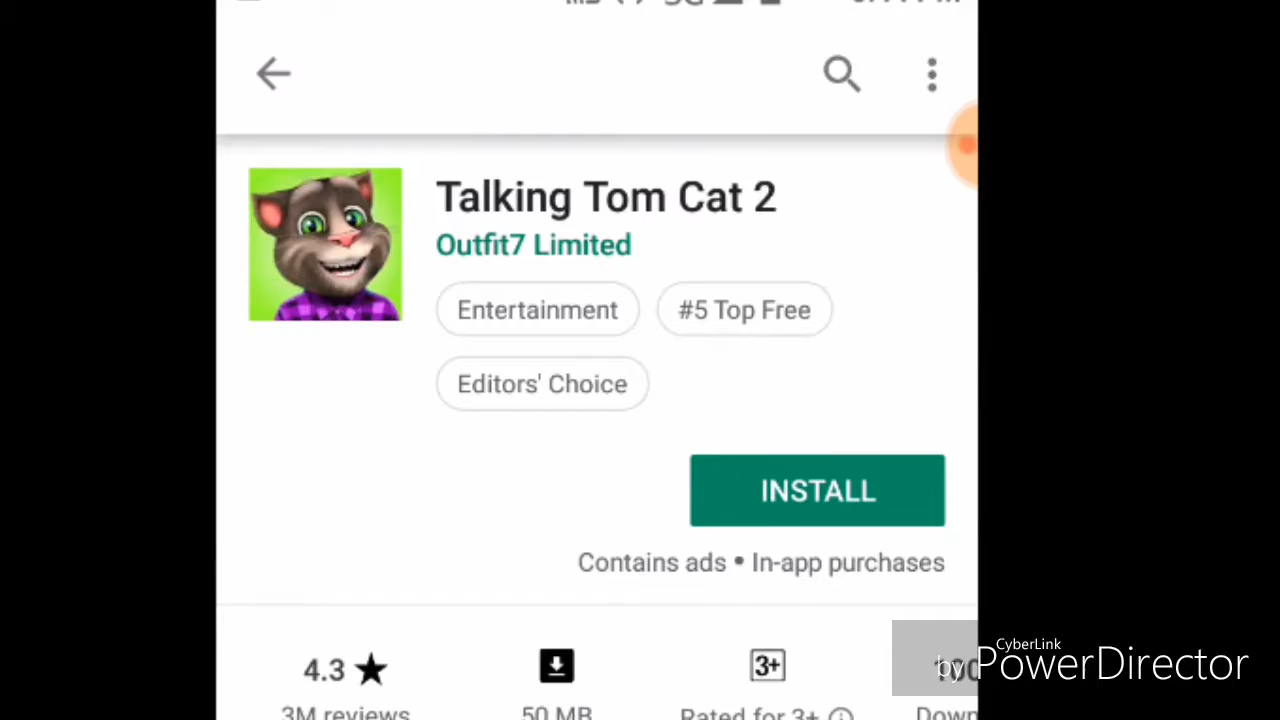 Talking Tom Cat 2
Outfit7 Limited
Entertainment
#5 Top Free
Editors' Choice
INSTALL
Contains ads • In-app purchases
4.3 ★
3+
3M reviews
50 MB
Rated for 3+
CyberLink
by PowerDirector